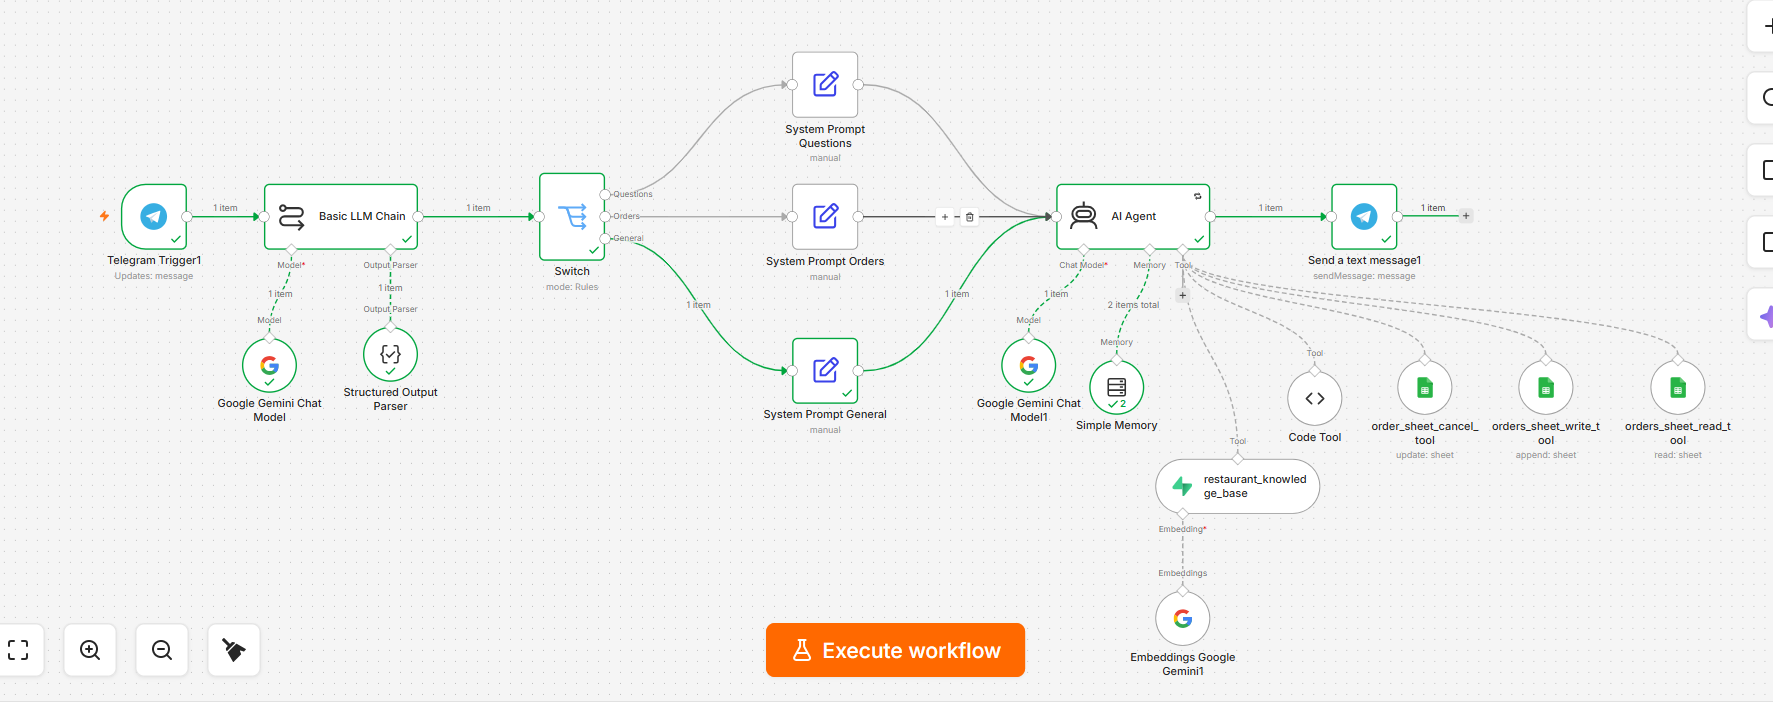 System Prompt
Questions
manual
Telegram Trigger1
Updates: message
1 item
Basic LLM Chain
Model*
Output Parser
1 item
1 item
Output Parser
Model
Google Gemini Chat
Model
Structured Output
Parser
1 item
Switch
mode: Rules
Questions
Orders
General
System Prompt Orders
manual
1 item
System Prompt General
manual
1 item
AI Agent
Chat Model*
Memory
Tool
1 item
2 items total
Model
Memory
Google Gemini Chat
Model1
2
Simple Memory
1 item
Send a text message1
sendMessage: message
1 item
Tool
Code Tool
order_sheet_cancel_
tool
update: sheet
orders_sheet_write_t
ool
append: sheet
orders_sheet_read_t
ool
read: sheet
Tool
restaurant_knowled
ge_base
Embedding*
Embeddings
Embeddings Google
Gemini1
Execute workflow